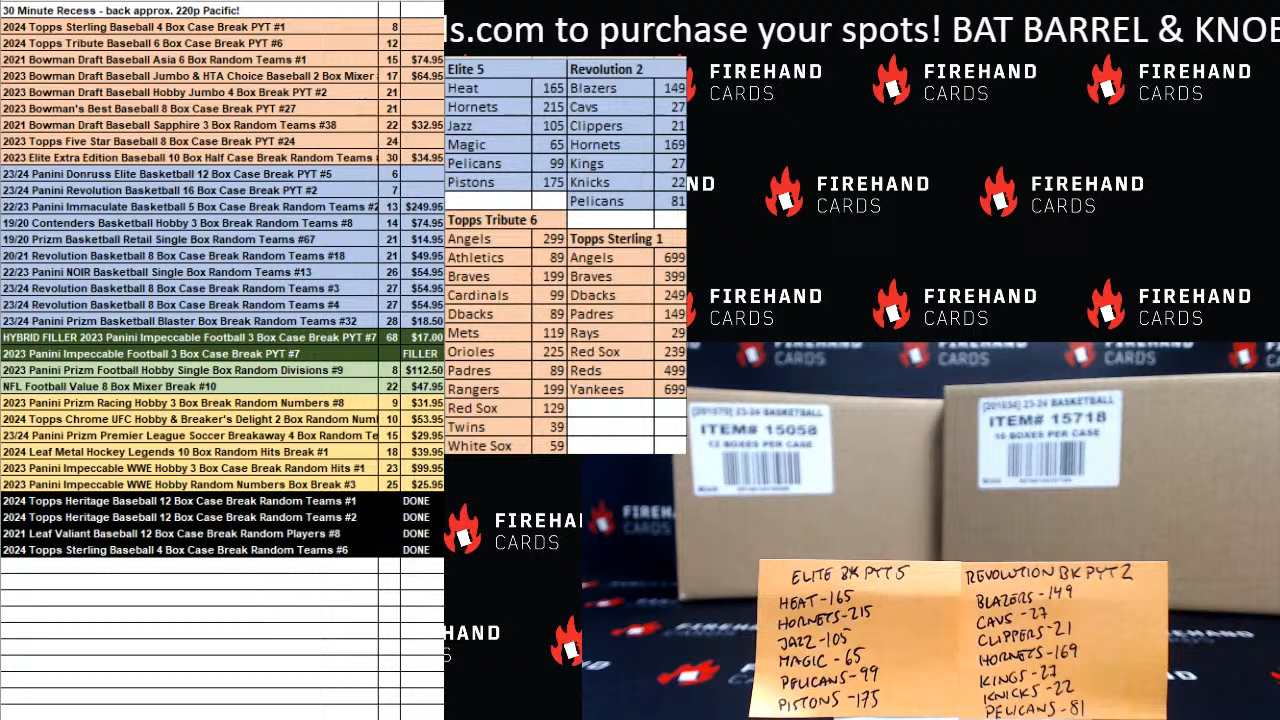 30 Minute Recess - back approx. 220p Pacific!
2024 Topps Sterling Baseball 4 Box Case Break PYT #1 8
2024 Topps Tribute Baseball 6 Box Case Break PYT #6 12
2021 Bowman Draft Baseball Asia 6 Box Random Teams #1 15 $74.95
2023 Bowman Draft Baseball Jumbo & HTA Choice Baseball 2 Box Mixer 17 $64.95
2023 Bowman Draft Baseball Hobby Jumbo 4 Box PYT #2 21
2023 Bowman's Best Baseball 8 Box Case Break PYT #27 21
2021 Bowman Draft Baseball Sapphire 3 Box Random Teams #38 22 $32.95
2023 Topps Five Star Baseball 8 Box Case Break PYT #24 24
2023 Elite Extra Edition Baseball 10 Box Half Case Break Random Teams 30 $34.95
23/24 Panini Donruss Elite Basketball 12 Box Case Break PYT #5 6
23/24 Panini Revolution Basketball 16 Box Case Break PYT #2 7
22/23 Panini Immaculate Basketball 5 Box Case Break Random Teams #2 13 $249.95
19/20 Contenders Basketball Hobby 3 Box Break Random Teams #8 14 $74.95
19/20 Prizm Basketball Retail Single Box Random Teams #67 21 $14.95
20/21 Revolution Basketball 8 Box Case Break Random Teams #18 21 $49.95
22/23 Panini NOIR Basketball Single Box Random Teams #13 26 $54.95
23/24 Revolution Basketball 8 Box Case Break Random Teams #3 27 $54.95
23/24 Revolution Basketball 8 Box Case Break Random Teams #4 27 $54.95
23/24 Panini Prizm Basketball Blaster Box Break Random Teams #32 28 $18.50
HYBRID FILLER 2023 Panini Impeccable Football 3 Box Case Break PYT #7 68 $17.00
2023 Panini Impeccable Football 3 Box Case Break PYT #7 FILLER
2023 Panini Prizm Football Hobby Single Box Random Divisions #9 8 $112.50
NFL Football Value 8 Box Mixer Break #10 22 $47.95
2023 Panini Prizm Racing Hobby 3 Box Break Random Numbers #8 9 $31.95
2024 Topps Chrome UFC Hobby & Breaker's Delight 2 Box Random Num 10 $53.95
23/24 Panini Prizm Premier League Soccer Breakaway 4 Box Random Te 15 $29.95
2024 Leaf Metal Hockey Legends 10 Box Random Hits Break #1 18 $39.95
2023 Panini Impeccable WWE Hobby 3 Box Case Break Random Hits #1 23 $99.95
2023 Panini Impeccable WWE Hobby Random Numbers Box Break #3 25 $25.95
2024 Topps Heritage Baseball 12 Box Case Break Random Teams #1 DONE
2024 Topps Heritage Baseball 12 Box Case Break Random Teams #2 DONE
2021 Leaf Valiant Baseball 12 Box Case Break Random Players #8 DONE
2024 Topps Sterling Baseball 4 Box Case Break Random Teams #6 DONE
ls.com to purchase your spots! BAT BARREL & KNOB
Elite 5 Revolution 2
Heat 165 Blazers 149
Hornets 215 Cavs 27
Jazz 105 Clippers 21
Magic 65 Hornets 169
Pelicans 99 Kings 27
Pistons 175 Knicks 22
Pelicans 81
Topps Tribute 6
Angels 299 Topps Sterling 1
Athletics 89 Angels 699
Braves 199 Braves 399
Cardinals 99 Dbacks 249
Dbacks 89 Padres 149
Mets 119 Rays 29
Orioles 225 Red Sox 239
Padres 89 Reds 499
Rangers 199 Yankees 699
Red Sox 129
Twins 39
White Sox 59
FIREHAND CARDS
FIREHAND CARDS
FIREHAND CARDS
ND
FIREHAND CARDS
FIREHAND CARDS
FIREHAND CARDS
FIREHAND CARDS
FIREHAND CARDS
FIREHA
CARDS
HAND
S
23-24 BASKETBALL
ITEM# 15058
12 BOXES PER CASE
23-24 BASKETBALL
ITEM# 15718
16 BOXES PER CASE
ELITE BK PYT 5
HEAT-165
HORNETS-215
JAZZ-105
MAGIC-65
PELICANS-99
PISTONS-175
REVOLUTION BK PYT 2
BLAZERS-149
CAVS-27
CLIPPERS-21
HORNETS-169
KINGS-27
KNICKS-22
PELICANS-81